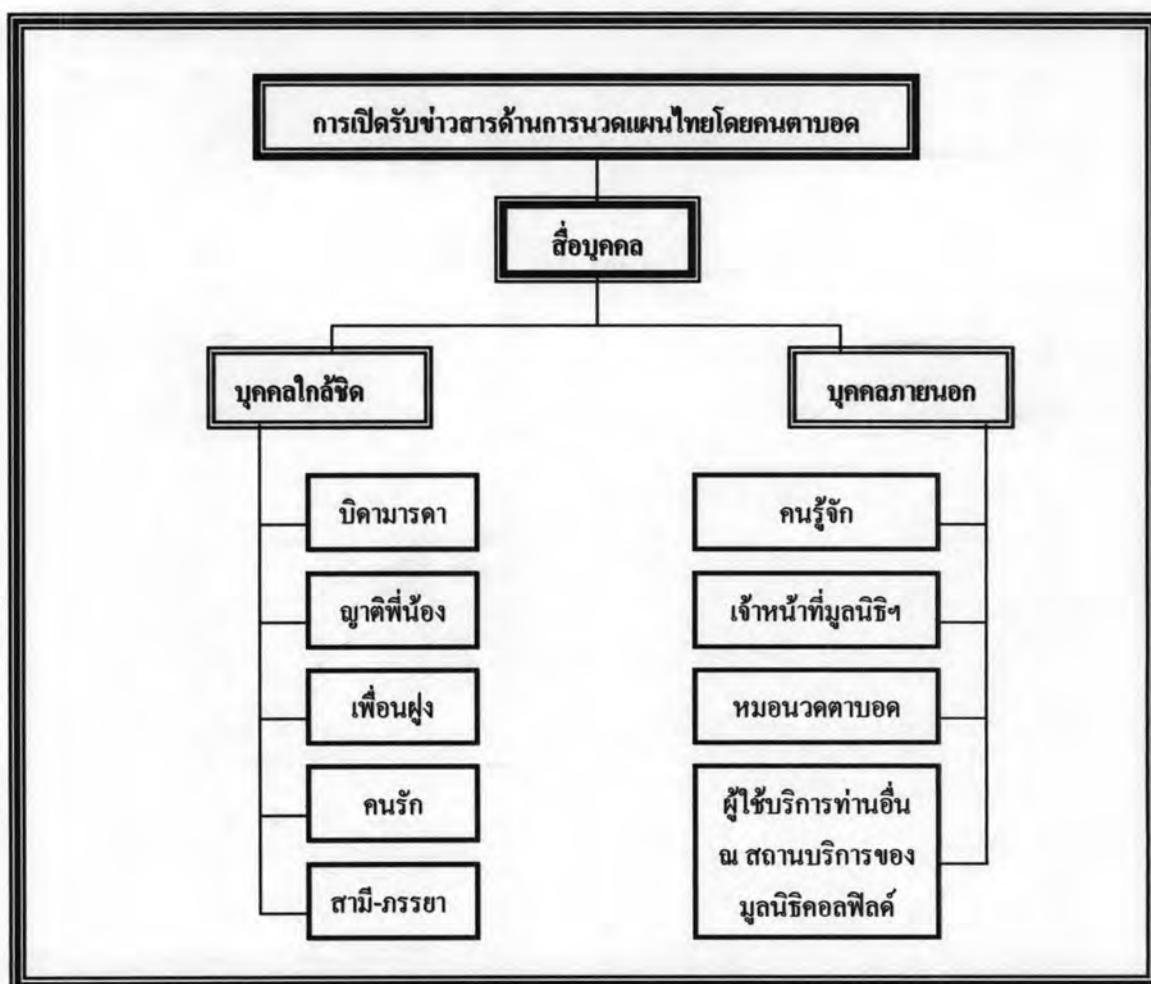 การเปิดรับข่าวสารด้านการนวดแผนไทยโดยคนตาบอด
สื่อบุคคล
บุคคลใกล้ชิด
บุคคลภายนอก
บิดามารดา
ญาติพี่น้อง
เพื่อนฝูง
คนรัก
สามี-ภรรยา
คนรู้จัก
เจ้าหน้าที่มูลนิธิฯ
หมอนวดตาบอด
ผู้ใช้บริการท่านอื่น
ณ สถานบริการของ
มูลนิธิคอลฟิลด์